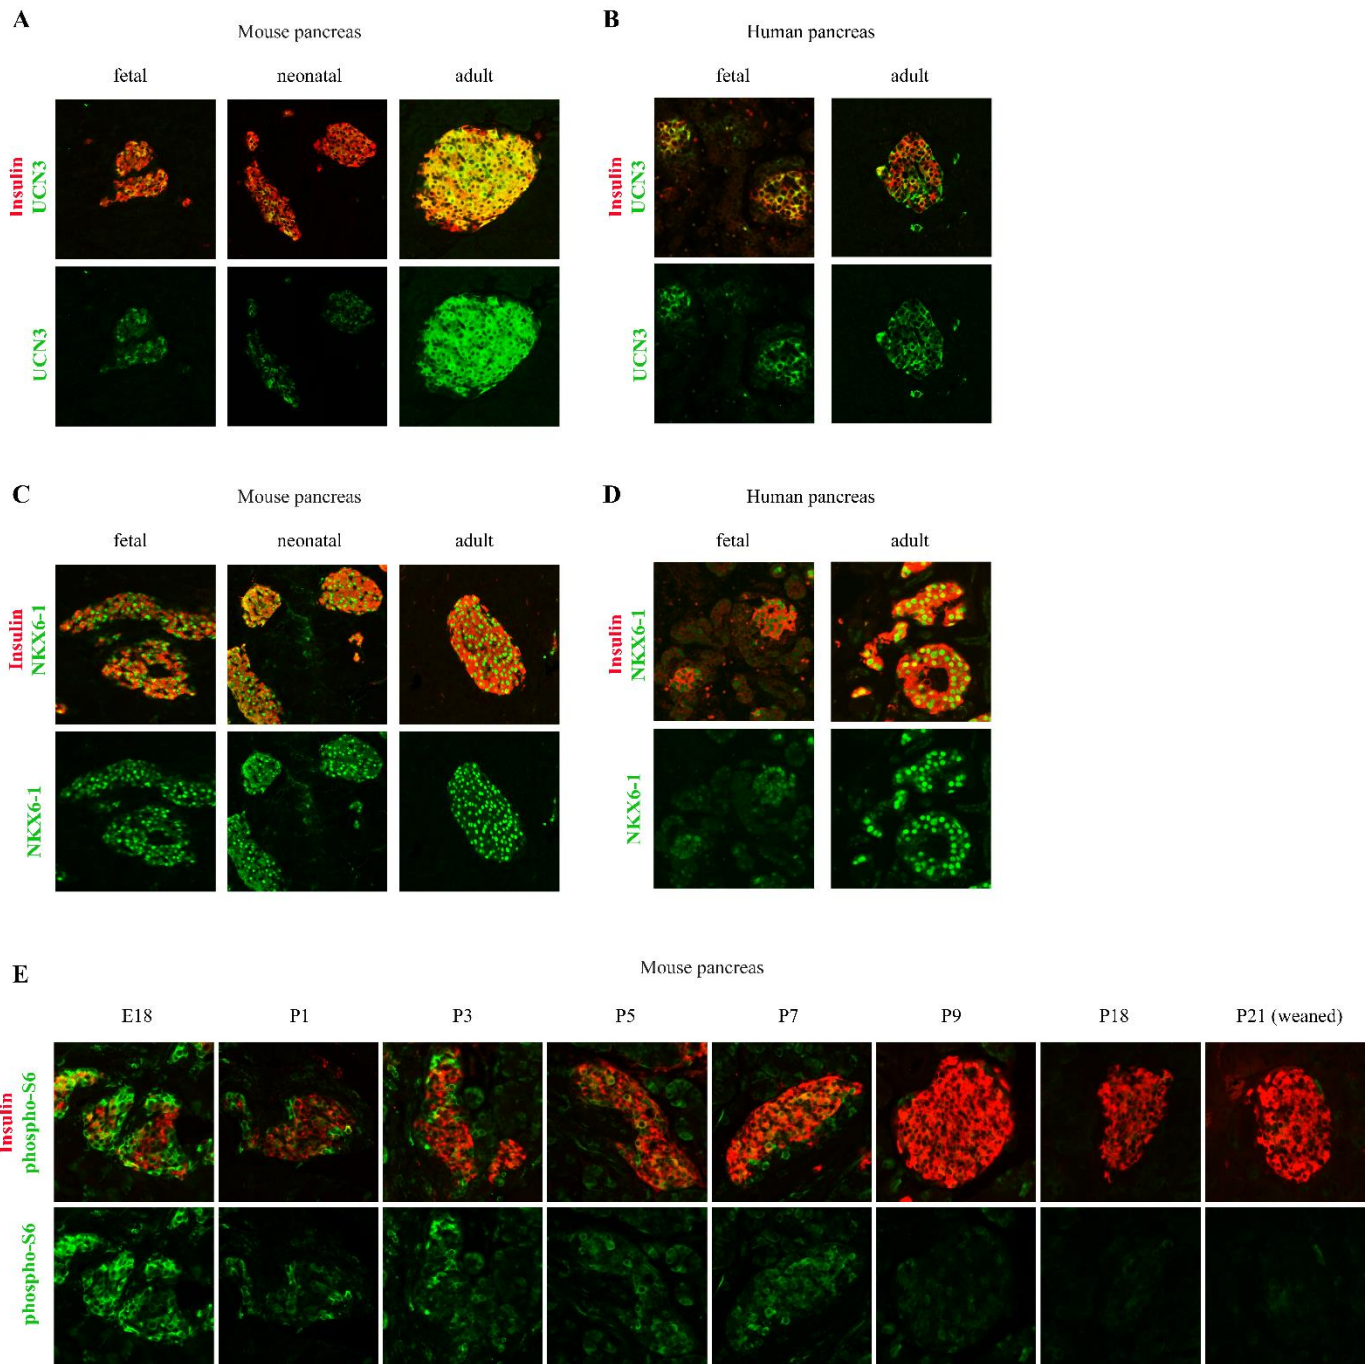 A
Mouse pancreas
fetal neonatal adult
Insulin
UCN3
UCN3
B
Human pancreas
fetal adult
Insulin
UCN3
UCN3
C
Mouse pancreas
fetal neonatal adult
Insulin
NKX6-1
NKX6-1
D
Human pancreas
fetal adult
Insulin
NKX6-1
NKX6-1
E
Mouse pancreas
E18 P1 P3 P5 P7 P9 P18 P21 (weaned)
Insulin
phospho-S6
phospho-S6